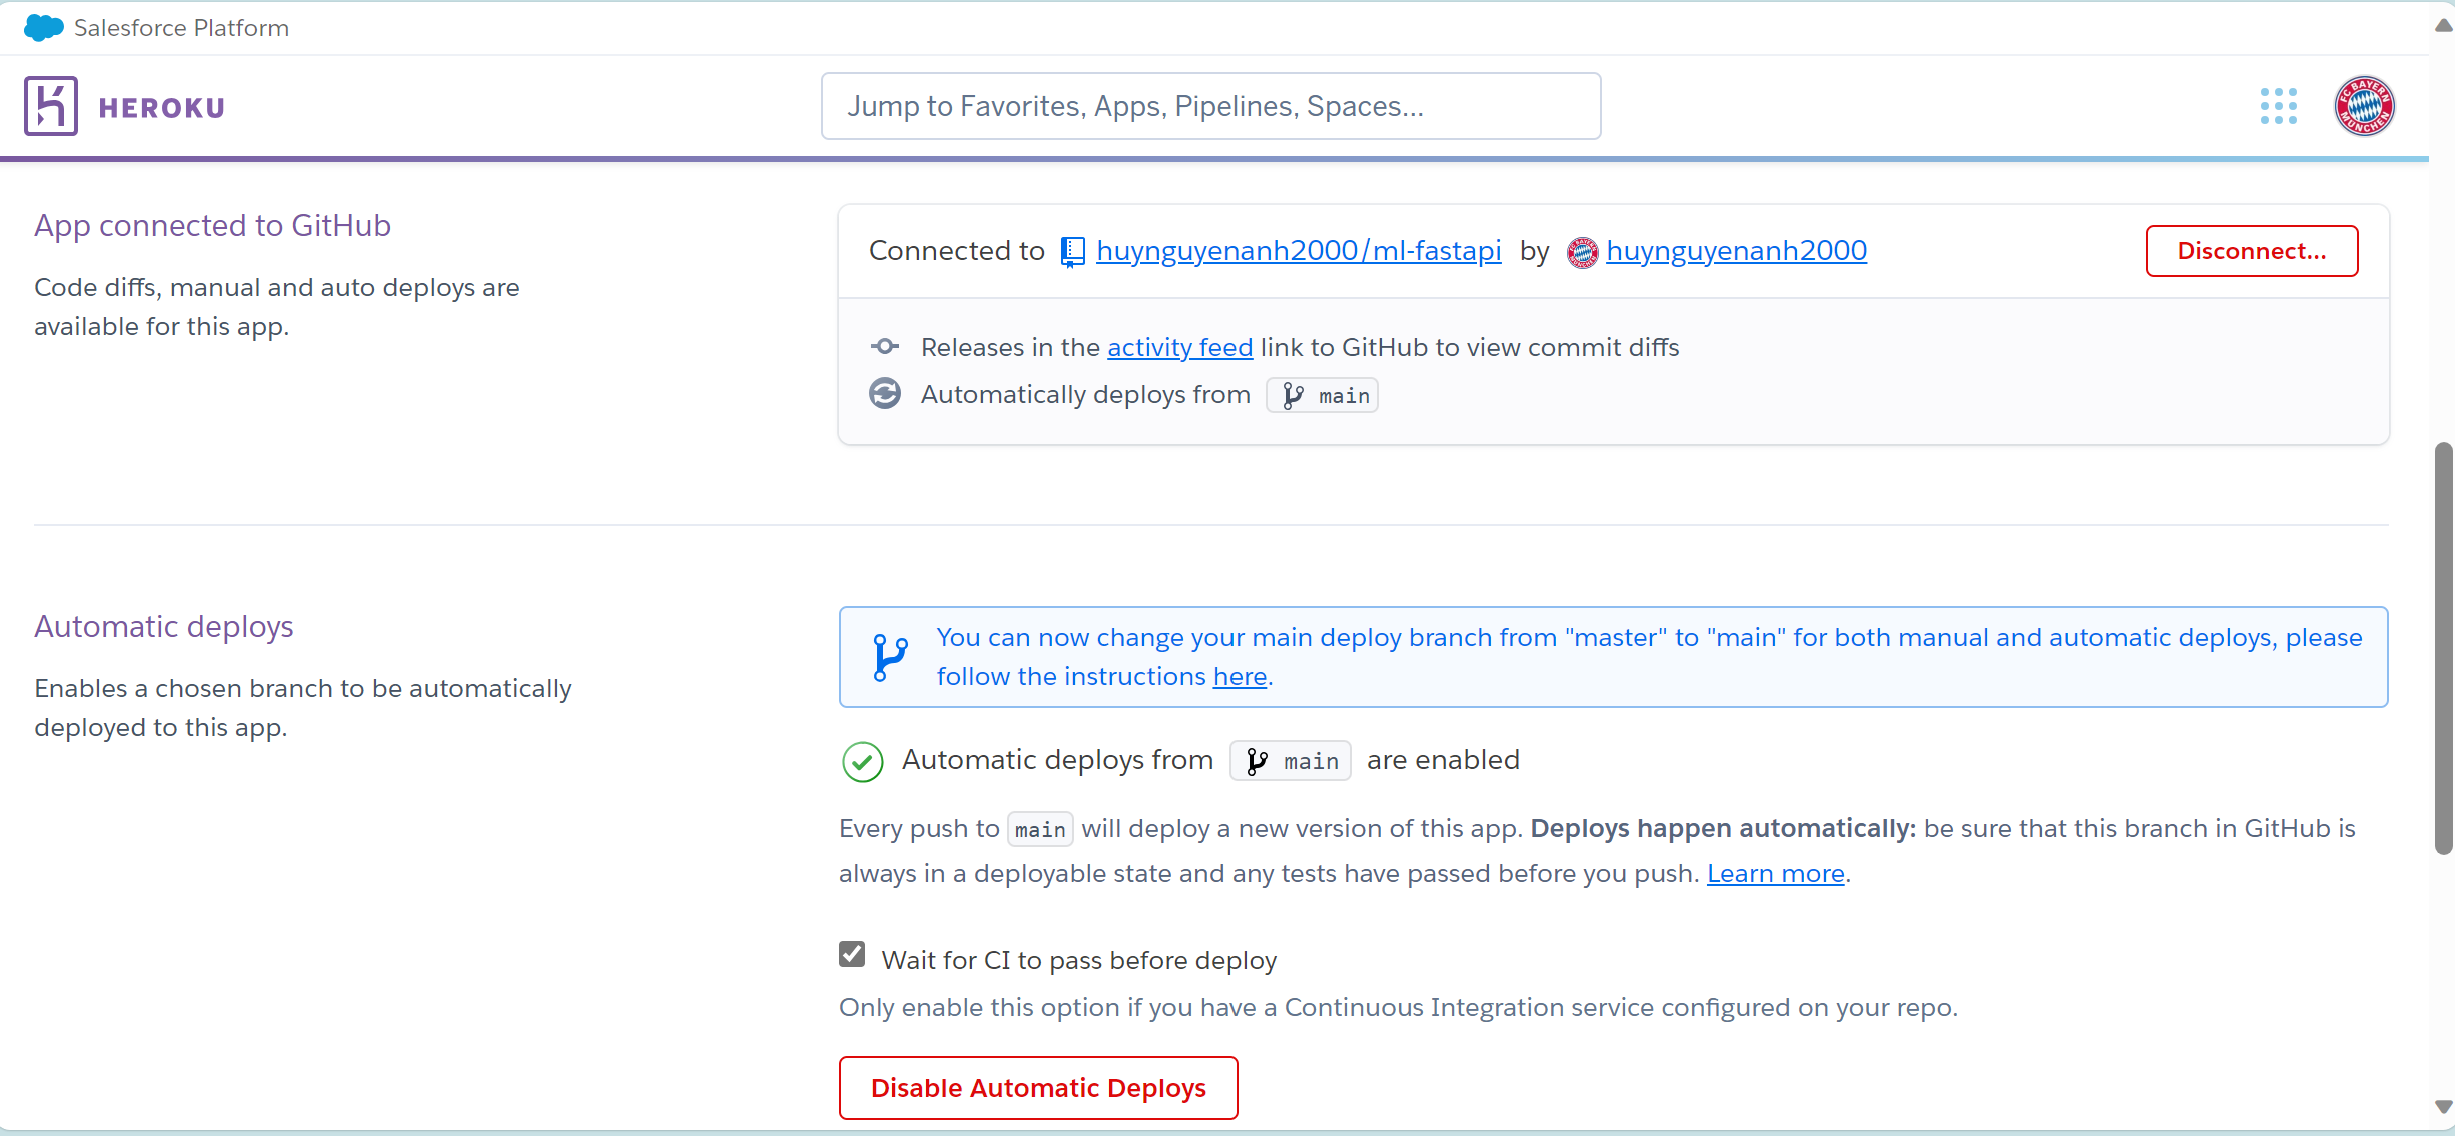 Salesforce Platform
HEROKU
Jump to Favorites, Apps, Pipelines, Spaces...
FC BAYERN MÜNCHEN
App connected to GitHub
Code diffs, manual and auto deploys are
available for this app.
Connected to huynguyenanh2000/ml-fastapi by huynguyenanh2000
Disconnect...
Releases in the activity feed link to GitHub to view commit diffs
Automatically deploys from main
Automatic deploys
Enables a chosen branch to be automatically
deployed to this app.
You can now change your main deploy branch from "master" to "main" for both manual and automatic deploys, please
follow the instructions here.
Automatic deploys from main are enabled
Every push to main will deploy a new version of this app. Deploys happen automatically: be sure that this branch in GitHub is
always in a deployable state and any tests have passed before you push. Learn more.
Wait for CI to pass before deploy
Only enable this option if you have a Continuous Integration service configured on your repo.
Disable Automatic Deploys